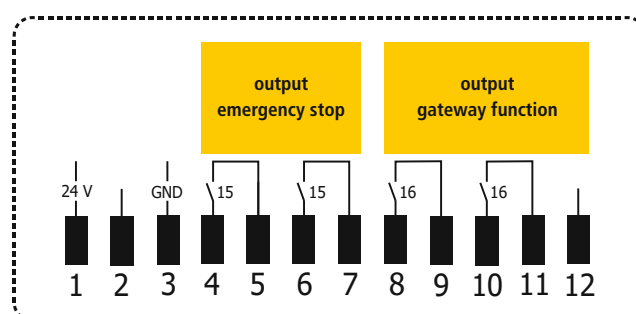 output
emergency stop
output
gateway function
24 V GND 15 15 16 16
1 2 3 4 5 6 7 8 9 10 11 12